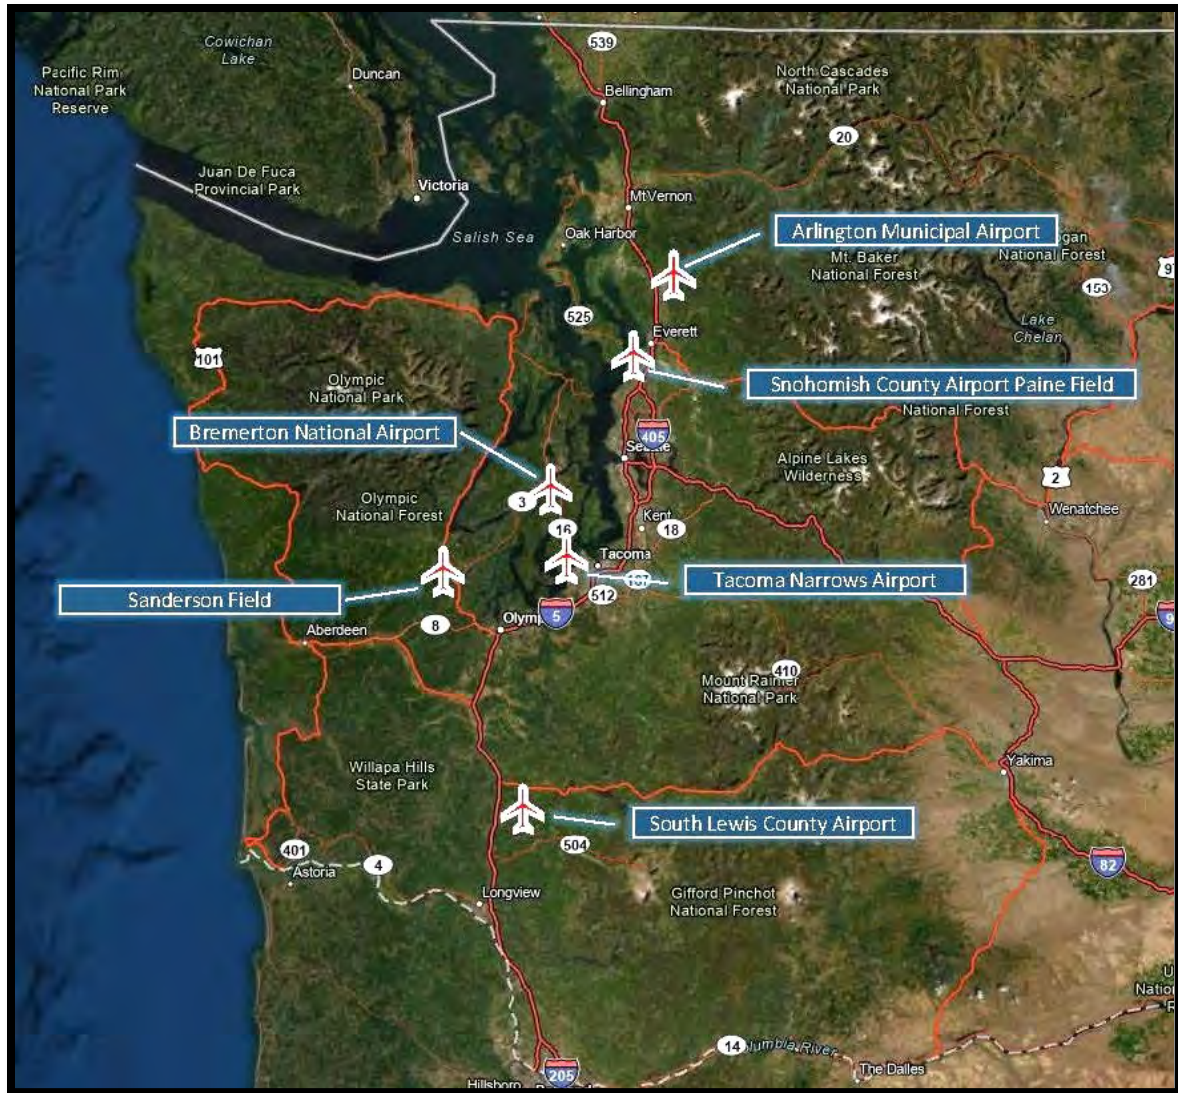 539
Cowichan
Lake
Pacific Rim
National Park
Reserve
Duncan
North Cascades
National Park
Bellingham
20
Juan De Fuca
Provincial Park
Victoria
Mt Vernon
Salish Sea
Oak Harbor
Arlington Municipal Airport
Mt. Baker
National Forest
National Forest
153
525
Lake
Chelan
Everett
101
Olympic
National Park
Snohomish County Airport Paine Field
National Forest
Bremerton National Airport
405
Alpine Lakes
Wilderness
2
Wenatchee
Olympic
National Forest
3
16
Kent
18
Tacoma
Sanderson Field
Tacoma Narrows Airport
281
512
5
8
Aberdeen
410
Mount Rainier
National Park
Willapa Hills
State Park
Yakima
South Lewis County Airport
504
401
4
Astoria
82
Longview
Gifford Pinchot
National Forest
14
Columbia River
205
Hillsboro
The Dalles